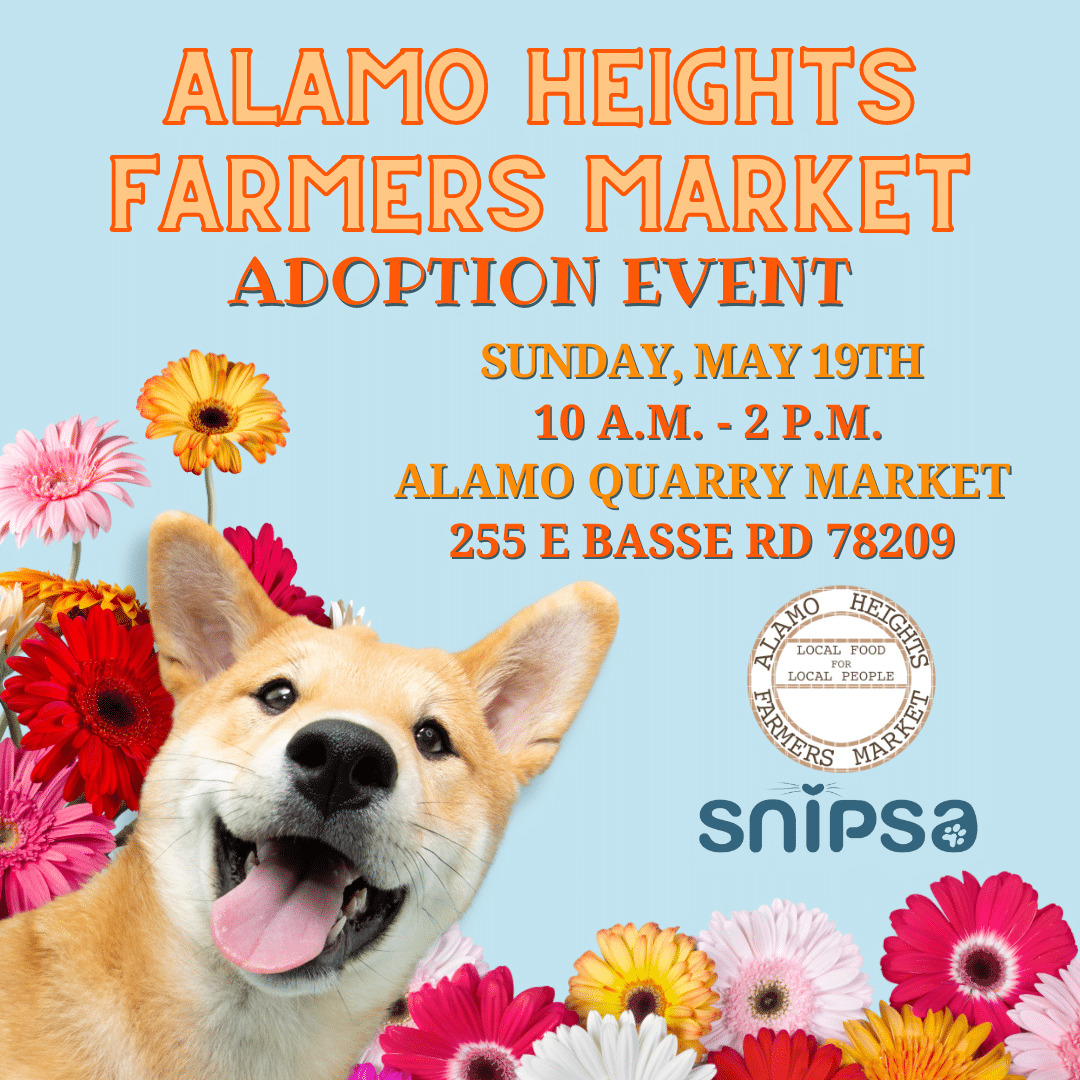 ALAMO HEIGHTS
FARMERS MARKET
ADOPTION EVENT
SUNDAY, MAY 19TH
10 A.M. - 2 P.M.
ALAMO QUARRY MARKET
255 E BASSE RD 78209
ALAMO HEIGHTS
LOCAL FOOD
FOR
LOCAL PEOPLE
FARMERS MARKET
snipsa